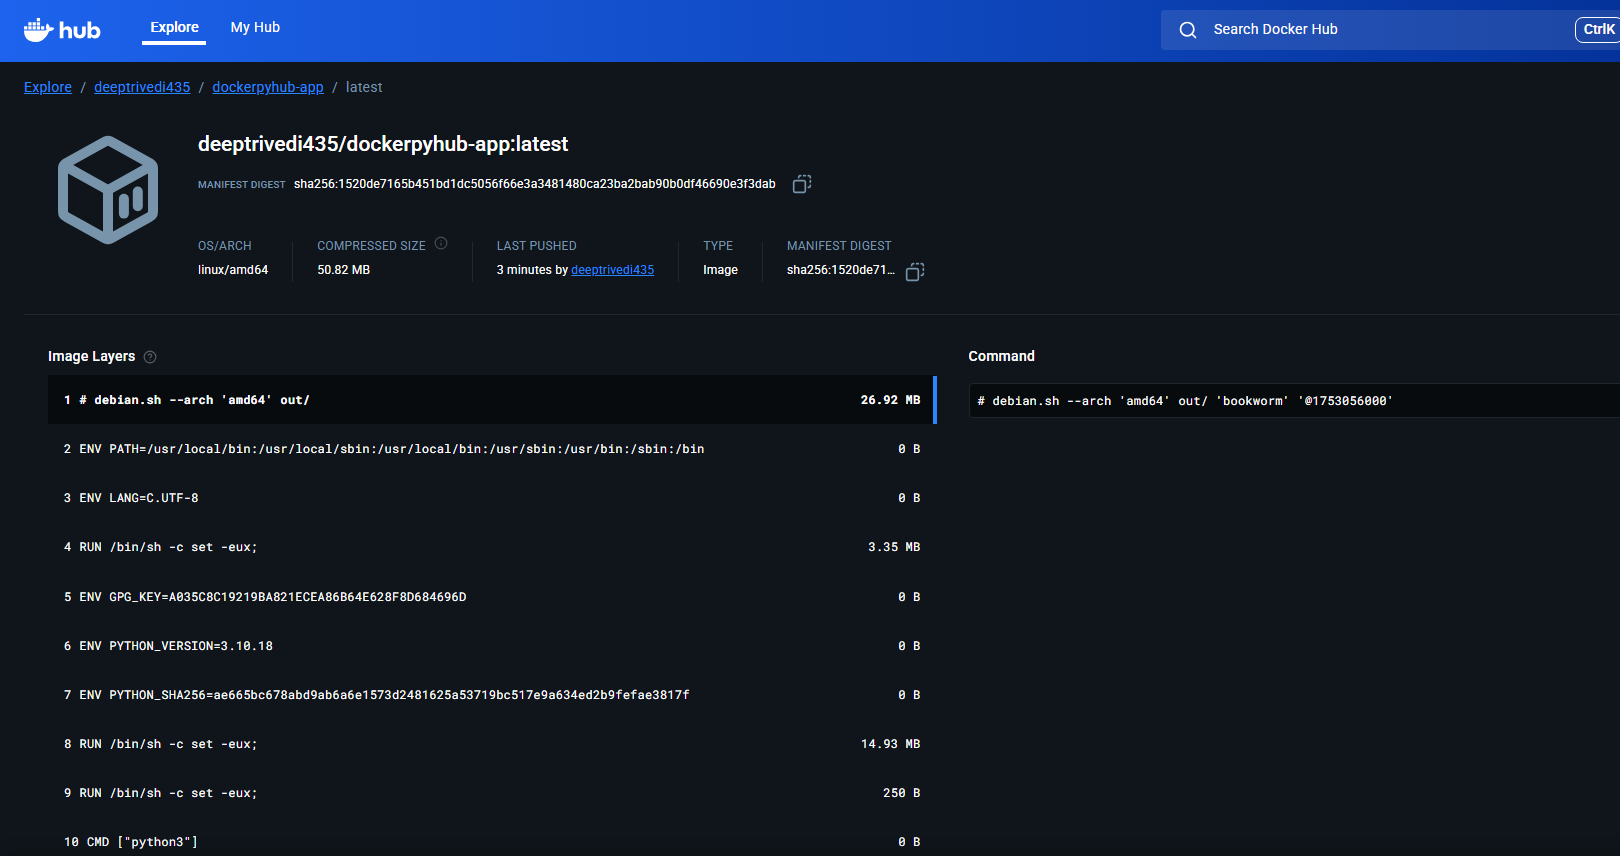 hub
Explore
My Hub
Search Docker Hub
CtrlK
Explore / deeptrivedi435 / dockerpyhub-app / latest
deeptrivedi435/dockerpyhub-app:latest
MANIFEST DIGEST sha256:1520de7165b451bd1dc5056f66e3a3481480ca23ba2bab90b0df46690e3f3dab
OS/ARCH
linux/amd64
COMPRESSED SIZE
50.82 MB
LAST PUSHED
3 minutes by deeptrivedi435
TYPE
Image
MANIFEST DIGEST
sha256:1520de71...
Image Layers
1 # debian.sh --arch 'amd64' out/ 26.92 MB
2 ENV PATH=/usr/local/bin:/usr/local/sbin:/usr/local/bin:/usr/sbin:/usr/bin:/sbin:/bin 0 B
3 ENV LANG=C.UTF-8 0 B
4 RUN /bin/sh -c set -eux; 3.35 MB
5 ENV GPG_KEY=A035C8C19219BA821ECEA86B64E628F8D684696D 0 B
6 ENV PYTHON_VERSION=3.10.18 0 B
7 ENV PYTHON_SHA256=ae665bc678abd9ab6a6e1573d2481625a53719bc517e9a634ed2b9fefae3817f 0 B
8 RUN /bin/sh -c set -eux; 14.93 MB
9 RUN /bin/sh -c set -eux; 250 B
10 CMD ["python3"] 0 B
Command
# debian.sh --arch 'amd64' out/ 'bookworm' '@1753056000'